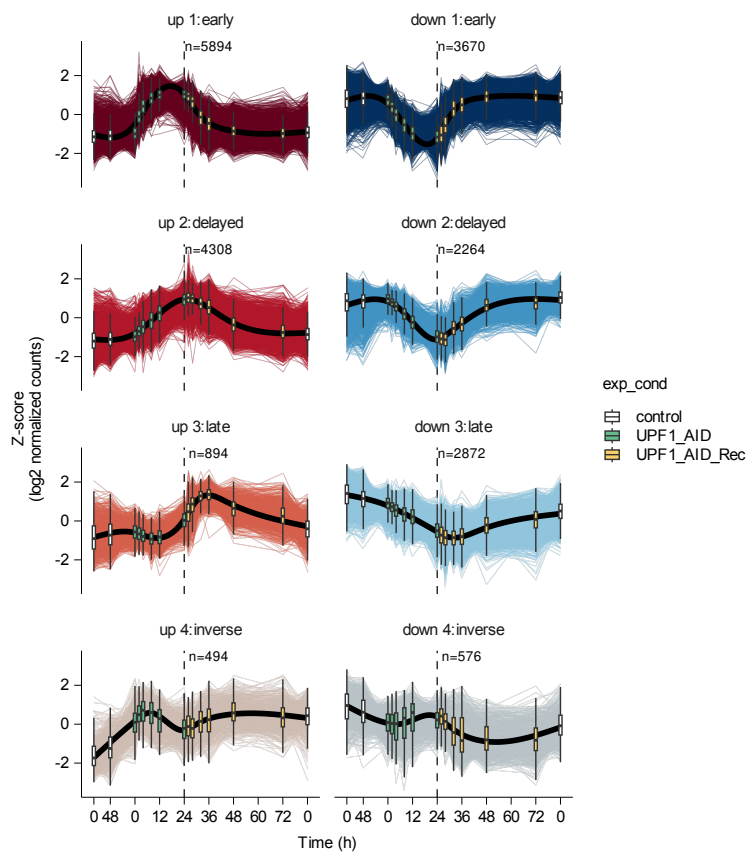 up 1:early
down 1:early
n=5894
n=3670
2
0
-2
up 2:delayed
down 2:delayed
n=4308
n=2264
2
0
-2
Z-score
(log2 normalized counts)
exp_cond
control
UPF1_AID
UPF1_AID_Rec
up 3:late
down 3:late
n=894
n=2872
2
0
-2
up 4:inverse
down 4:inverse
n=494
n=576
2
0
-2
0 48 0 12 24 36 48 60 72 0
0 48 0 12 24 36 48 60 72 0
Time (h)